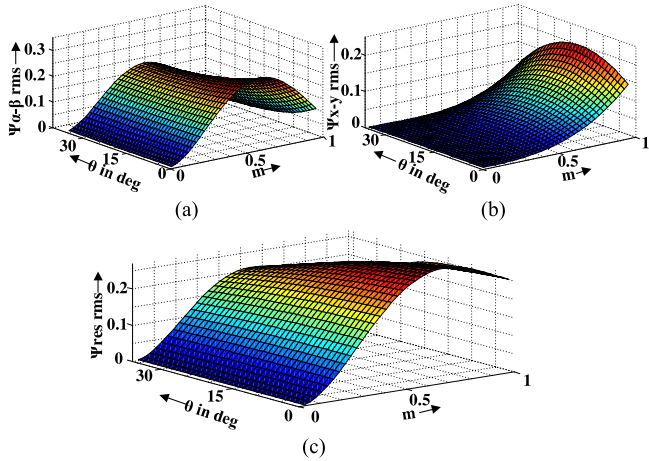 Ψα-β rms→
0.3
0.2
0.1
0
30
15
0
← θ in deg
0
0.5
1
m→
(a)
Ψx-y rms→
0.2
0.1
0
30
15
0
← θ in deg
0
0.5
1
m→
(b)
Ψres rms→
0.2
0.1
0
30
15
0
← θ in deg
0
0.5
1
m→
(c)